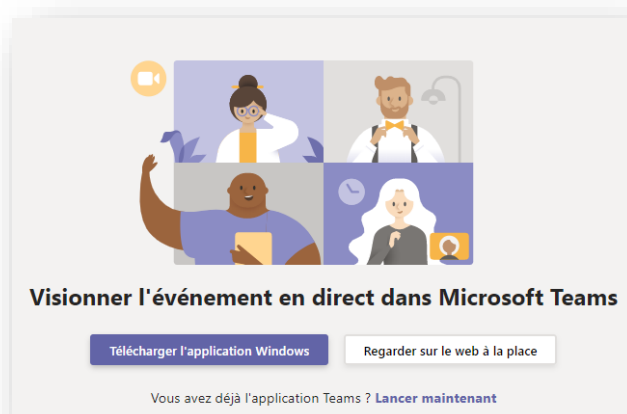 Visionner l'événement en direct dans Microsoft Teams
Télécharger l'application Windows
Regarder sur le web à la place
Vous avez déjà l'application Teams ? Lancer maintenant